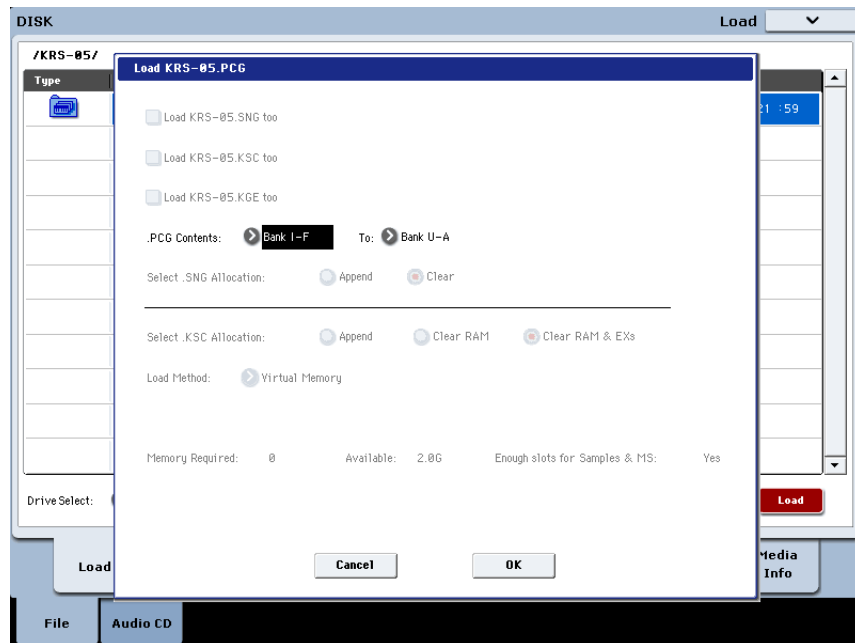 DISK
Load
/KRS-05/
Type
21 :59
Load KRS-05.PCG
Load KRS-05.SNG too
Load KRS-05.KSC too
Load KRS-05.KGE too
.PCG Contents: Bank I-F To: Bank U-A
Select .SNG Allocation: Append Clear
Select .KSC Allocation: Append Clear RAM Clear RAM & EXs
Load Method: Virtual Memory
Memory Required: 0 Available: 2.0G Enough slots for Samples & MS: Yes
Drive Select:
Load
Cancel
OK
Load
Media
Info
File
Audio CD